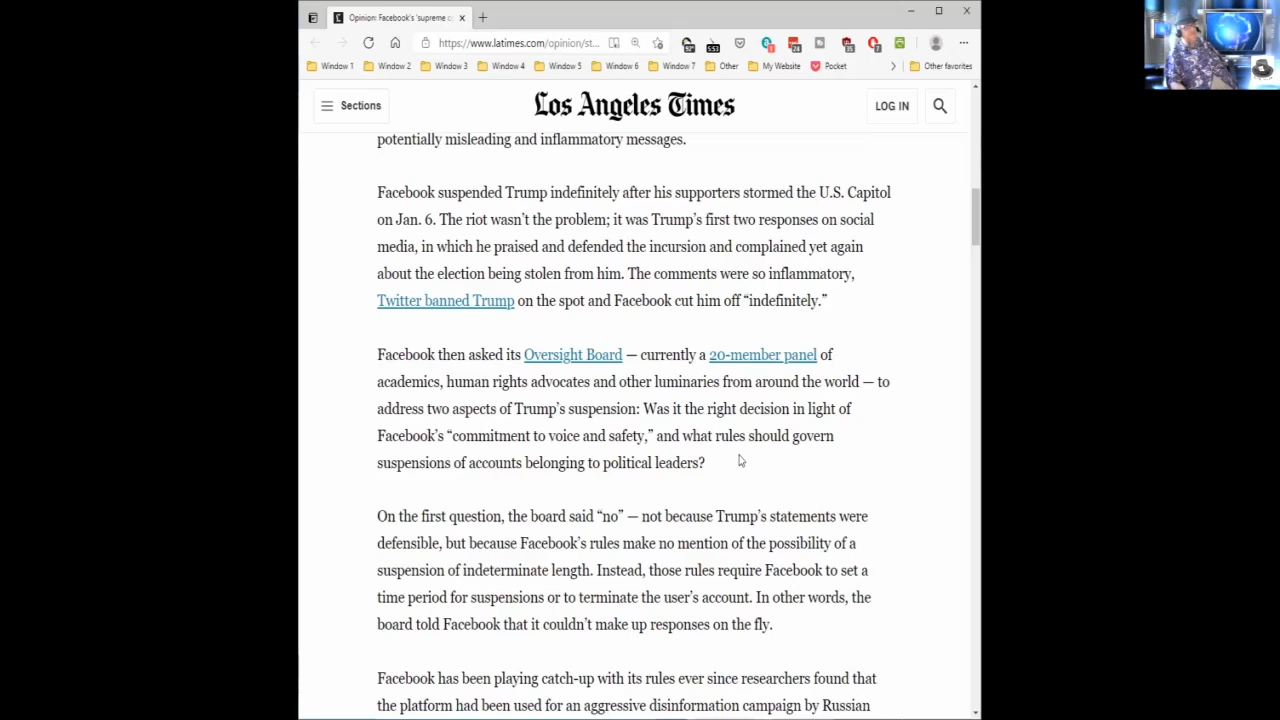 Opinion: Facebook's 'supreme
https://www.latimes.com/opinion/st...
Window 1
Window 2
Window 3
Window 4
Window 5
Window 6
Window 7
Other
My Website
Pocket
Other favorites
Sections
Los Angeles Times
LOG IN
potentially misleading and inflammatory messages.
Facebook suspended Trump indefinitely after his supporters stormed the U.S. Capitol
on Jan. 6. The riot wasn’t the problem; it was Trump’s first two responses on social
media, in which he praised and defended the incursion and complained yet again
about the election being stolen from him. The comments were so inflammatory,
Twitter banned Trump on the spot and Facebook cut him off “indefinitely.”
Facebook then asked its Oversight Board — currently a 20-member panel of
academics, human rights advocates and other luminaries from around the world — to
address two aspects of Trump’s suspension: Was it the right decision in light of
Facebook’s “commitment to voice and safety,” and what rules should govern
suspensions of accounts belonging to political leaders?
On the first question, the board said “no” — not because Trump’s statements were
defensible, but because Facebook’s rules make no mention of the possibility of a
suspension of indeterminate length. Instead, those rules require Facebook to set a
time period for suspensions or to terminate the user’s account. In other words, the
board told Facebook that it couldn’t make up responses on the fly.
Facebook has been playing catch-up with its rules ever since researchers found that
the platform had been used for an aggressive disinformation campaign by Russian